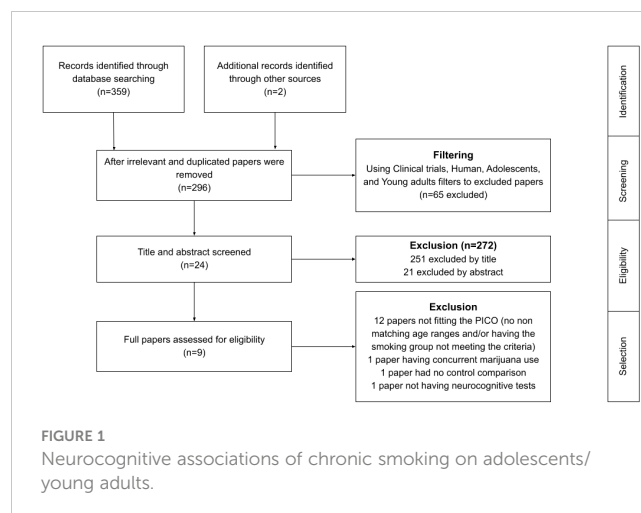 Records identified through
database searching
(n=359)
Additional records identified
through other sources
(n=2)
Identification
After irrelevant and duplicated papers were
removed
(n=296)
Filtering
Using Clinical trials, Human, Adolescents,
and Young adults filters to excluded papers
(n=65 excluded)
Screening
Title and abstract screened
(n=24)
Exclusion (n=272)
251 excluded by title
21 excluded by abstract
Eligibility
Full papers assessed for eligibility
(n=9)
Exclusion
12 papers not fitting the PICO (no non
matching age ranges and/or having the
smoking group not meeting the criteria)
1 paper having concurrent marijuana use
1 paper had no control comparison
1 paper not having neurocognitive tests
Selection
FIGURE 1
Neurocognitive associations of chronic smoking on adolescents/
young adults.